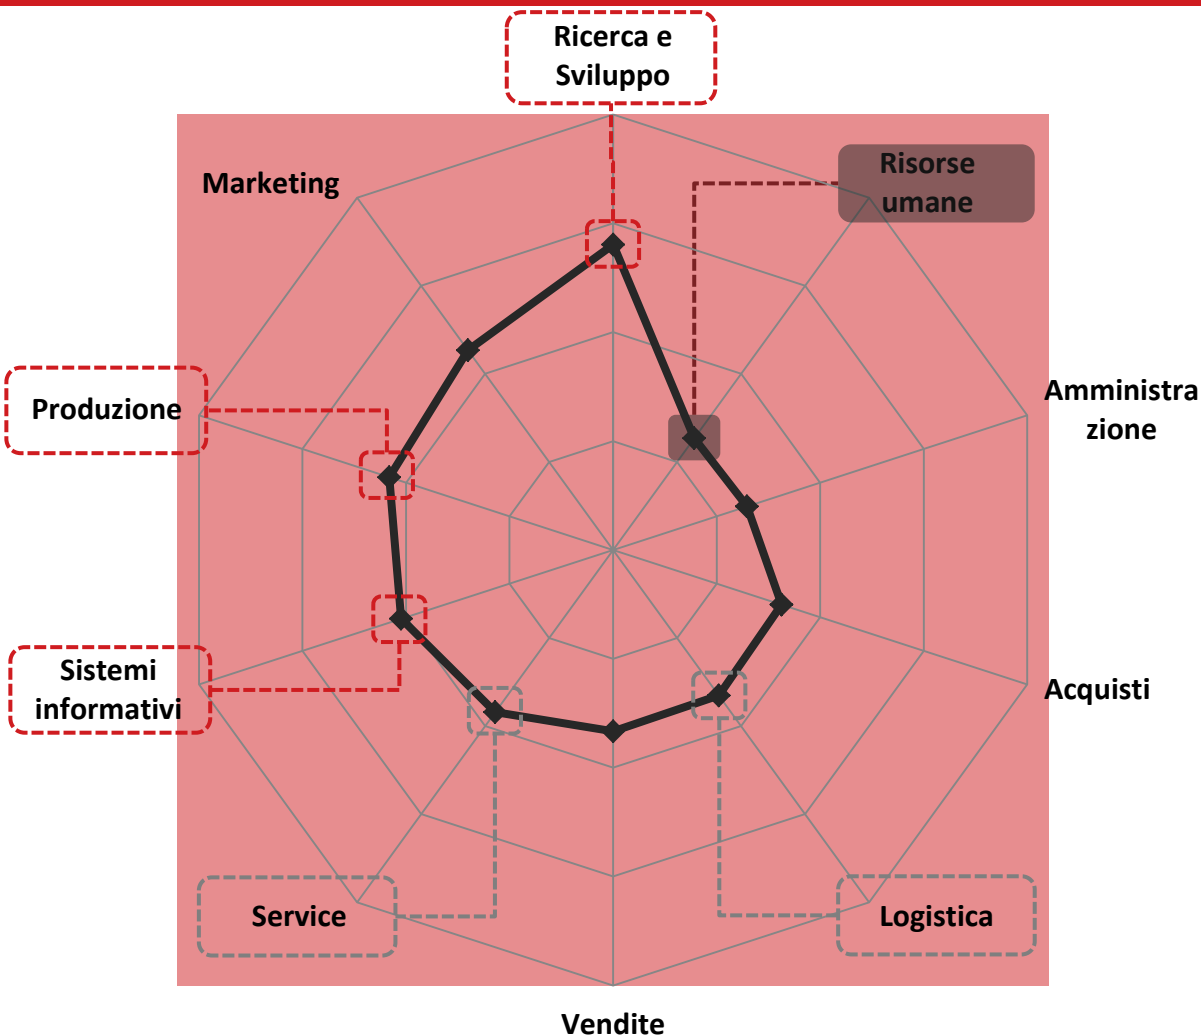 Ricerca e
Sviluppo
Risorse
umane
Marketing
Amministra
zione
Produzione
Sistemi
informativi
Acquisti
Service
Logistica
Vendite